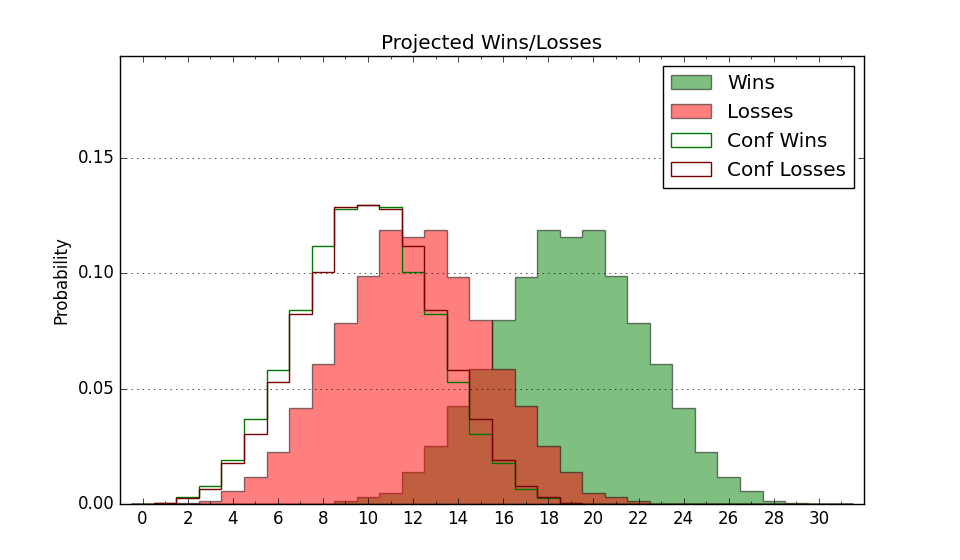 Projected Wins/Losses
Wins
Losses
Conf Wins
Conf Losses
Probability
0.15
0.10
0.05
0.00
0 2 4 6 8 10 12 14 16 18 20 22 24 26 28 30